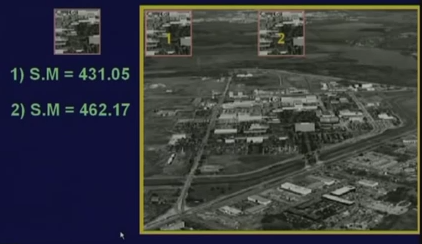 1) S.M = 431.05
2) S.M = 462.17
1
2